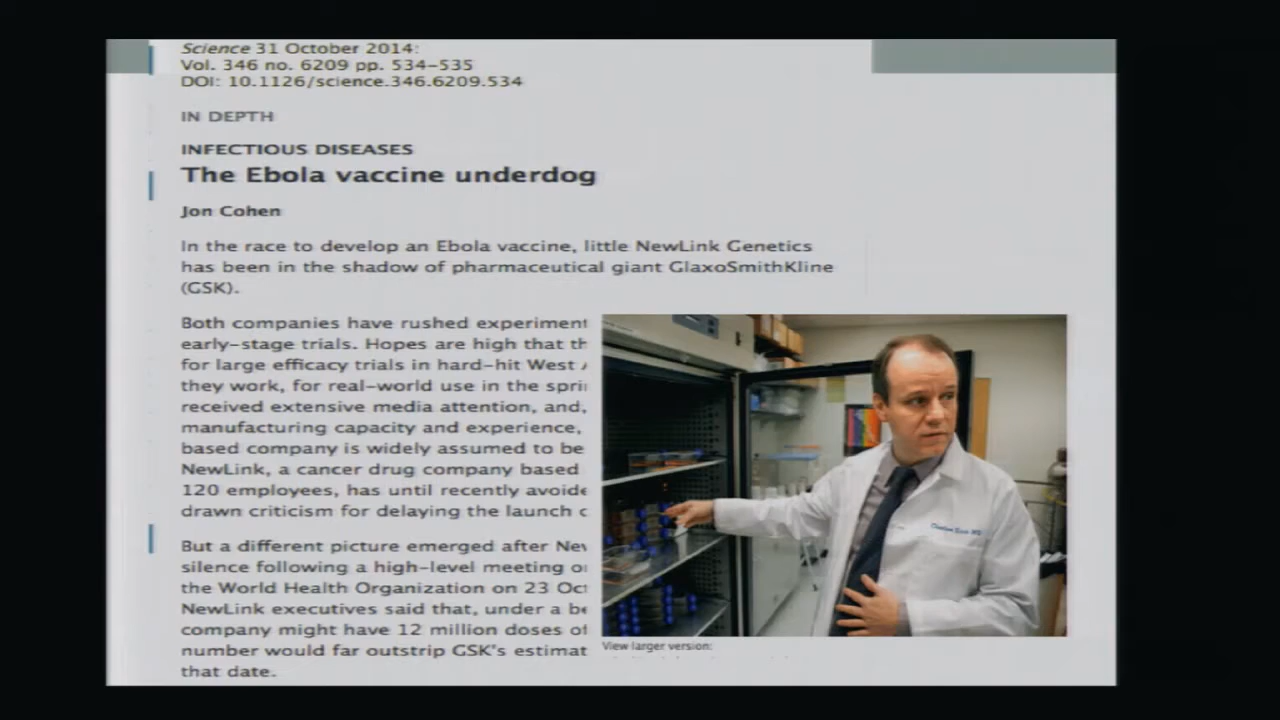 Science 31 October 2014:
Vol. 346 no. 6209 pp. 534–535
DOI: 10.1126/science.346.6209.534
IN DEPTH
INFECTIOUS DISEASES
The Ebola vaccine underdog
Jon Cohen
In the race to develop an Ebola vaccine, little NewLink Genetics
has been in the shadow of pharmaceutical giant GlaxoSmithKline
(GSK).
Both companies have rushed experiment
early–stage trials. Hopes are high that th
for large efficacy trials in hard–hit West
they work, for real–world use in the spri
received extensive media attention, and,
manufacturing capacity and experience,
based company is widely assumed to be
NewLink, a cancer drug company based
120 employees, has until recently avoide
drawn criticism for delaying the launch
But a different picture emerged after Nev
silence following a high–level meeting
the World Health Organization on 23 Oct
NewLink executives said that, under a be
company might have 12 million doses of
number would far outstrip GSK's estimat
that date.
View larger version: